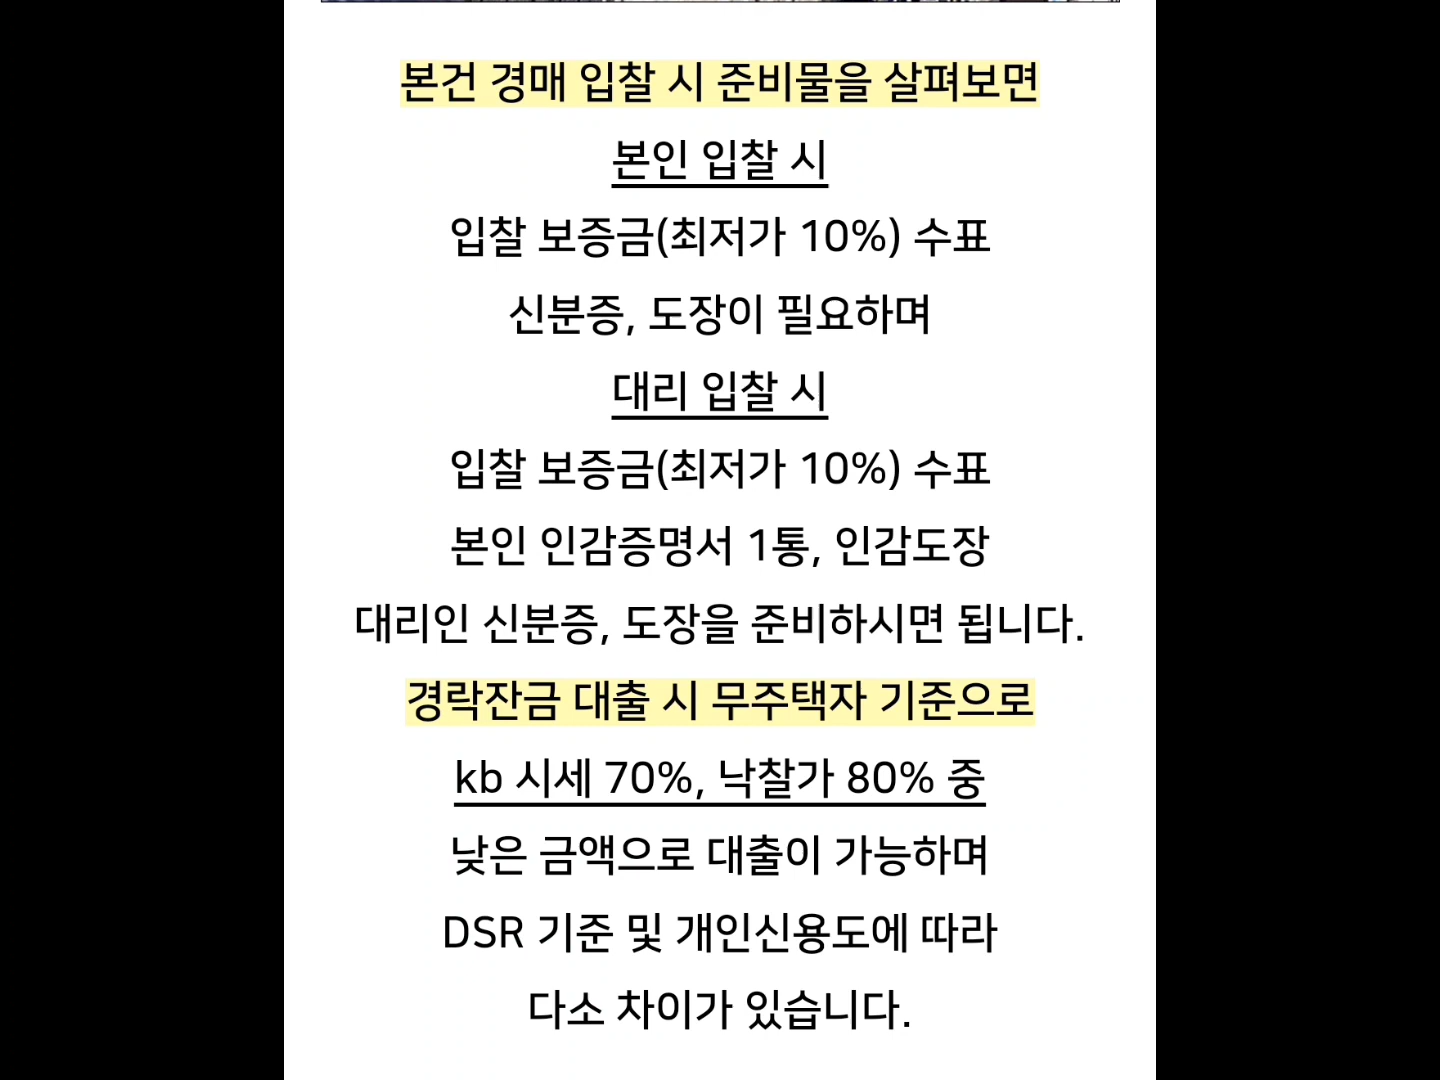 본건 경매 입찰 시 준비물을 살펴보면
본인 입찰 시
입찰 보증금(최저가 10%) 수표
신분증, 도장이 필요하며
대리 입찰 시
입찰 보증금(최저가 10%) 수표
본인 인감증명서 1통, 인감도장
대리인 신분증, 도장을 준비하시면 됩니다.
경락잔금 대출 시 무주택자 기준으로
kb 시세 70%, 낙찰가 80% 중
낮은 금액으로 대출이 가능하며
DSR 기준 및 개인신용도에 따라
다소 차이가 있습니다.